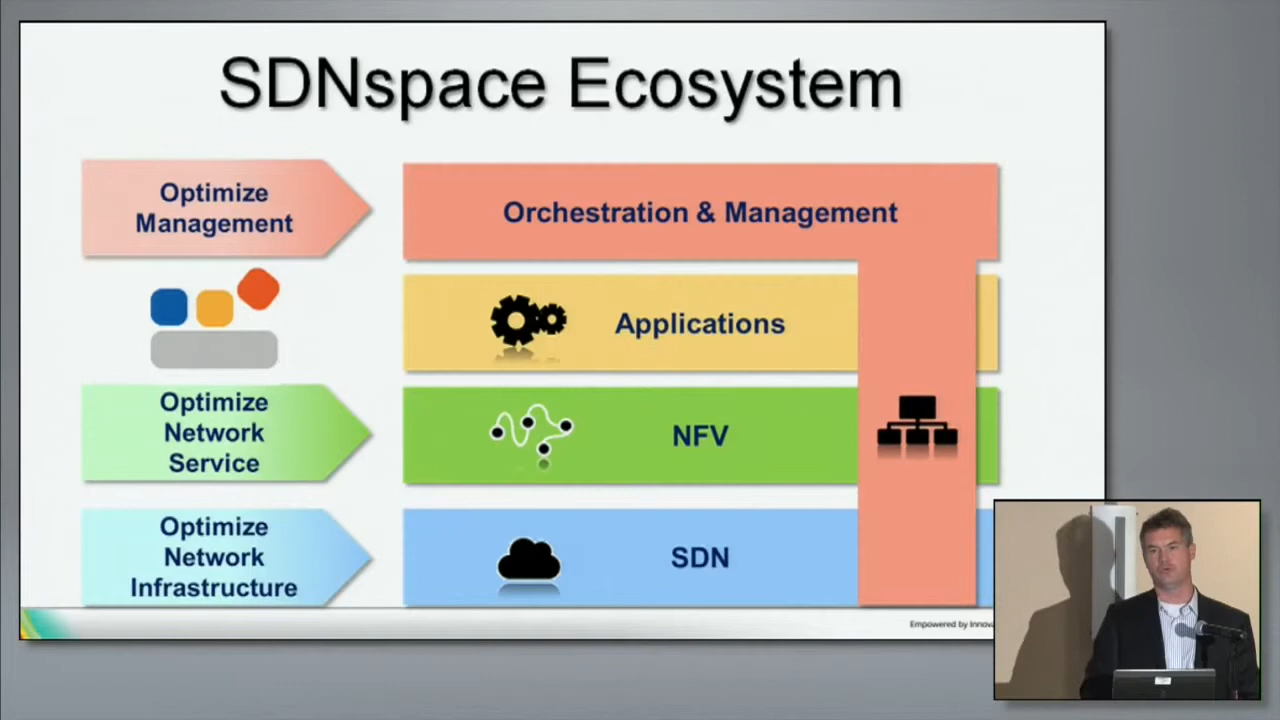 SDNspace Ecosystem
Optimize
Management
Orchestration & Management
Applications
Optimize
Network
Service
NFV
Optimize
Network
Infrastructure
SDN
Empowered by